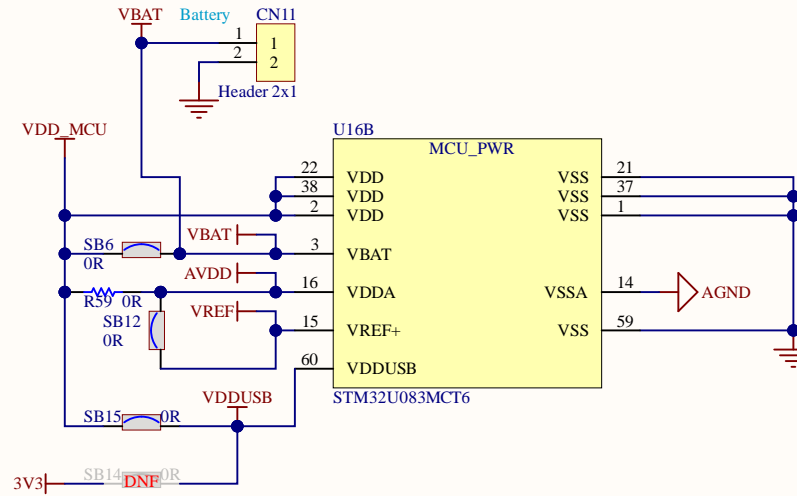 VBAT Battery CN11
1 1
2 2
Header 2x1
VDD_MCU
U16B
MCU_PWR
22 VDD VSS 21
38 VDD VSS 37
2 VDD VSS 1
VBAT
SB6
0R
3 VBAT
AVDD
R59 0R
16 VDDA VSSA 14 AGND
VREF
SB12
0R
15 VREF+ VSS 59
60 VDDUSB
VDDUSB
STM32U083MCT6
SB15 0R
3V3 SB14 DNF 0R